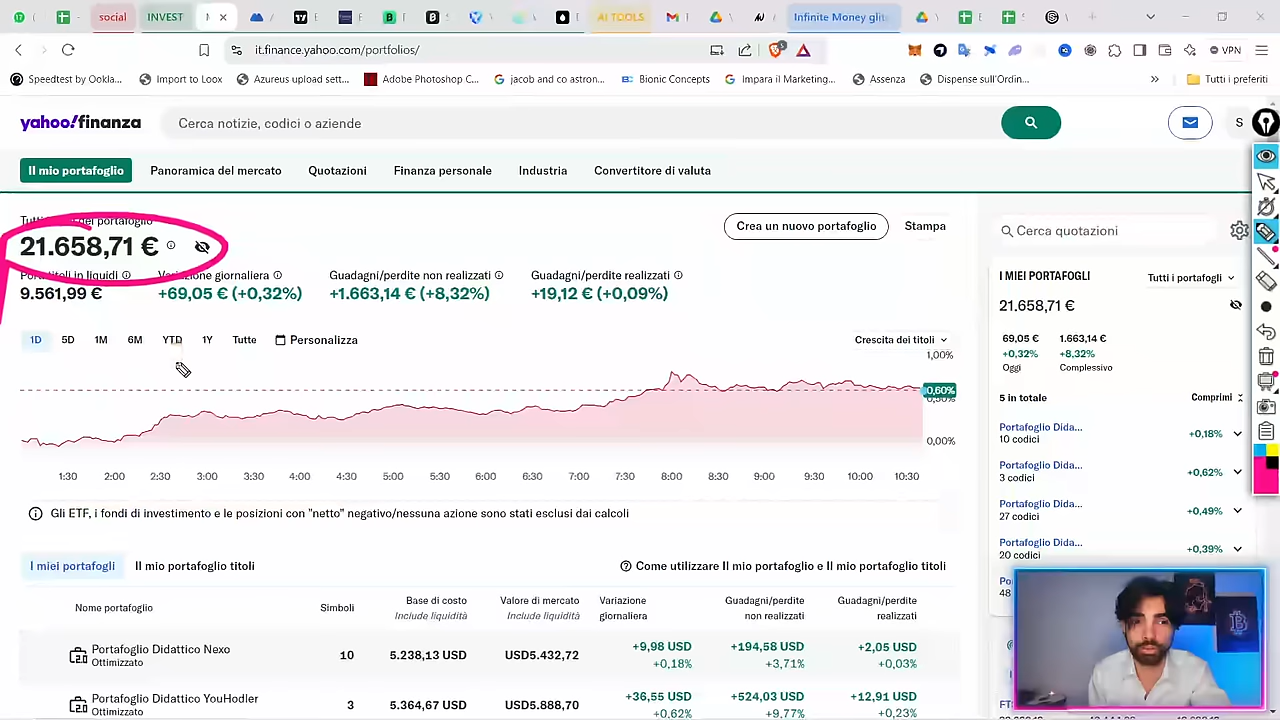 social
INVEST
AI TOOLS
Infinite Money glit
it.finance.yahoo.com/portfolios/
VPN
Speedtest by Ookla...
Import to Loox
Azureus upload sett...
Adobe Photoshop C...
jacob and co astron...
Bionic Concepts
Impara il Marketing...
Assenza
Dispense sull'Ordin...
»
Tutti i preferiti
yahoo!finanza
Cerca notizie, codici o aziende
S
Il mio portafoglio
Panoramica del mercato
Quotazioni
Finanza personale
Industria
Convertitore di valuta
del portafoglio
21.658,71 €
Crea un nuovo portafoglio
Stampa
titoli in liquidi
Variazione giornaliera
Guadagni/perdite non realizzati
Guadagni/perdite realizzati
9.561,99 €
+69,05 € (+0,32%)
+1.663,14 € (+8,32%)
+19,12 € (+0,09%)
1D
5D
1M
6M
YTD
1Y
Tutte
Personalizza
Crescita dei titoli
1,00%
0,60%
0,50%
0,00%
1:30
2:00
2:30
3:00
3:30
4:00
4:30
5:00
5:30
6:00
6:30
7:00
7:30
8:00
8:30
9:00
9:30
10:00
10:30
Gli ETF, i fondi di investimento e le posizioni con "netto" negativo/nessuna azione sono stati esclusi dai calcoli
I miei portafogli
Il mio portafoglio titoli
Come utilizzare Il mio portafoglio e Il mio portafoglio titoli
Nome portafoglio
Simboli
Base di costo
Include liquidità
Valore di mercato
Include liquidità
Variazione
giornaliera
Guadagni/perdite
non realizzati
Guadagni/perdite
realizzati
Portafoglio Didattico Nexo
Ottimizzato
10
5.238,13 USD
USD5.432,72
+9,98 USD
+0,18%
+194,58 USD
+3,71%
+2,05 USD
+0,03%
Portafoglio Didattico YouHodler
Ottimizzato
3
5.364,67 USD
USD5.888,70
+36,55 USD
+0,62%
+524,03 USD
+9,77%
+12,91 USD
+0,23%
Cerca quotazioni
I MIEI PORTAFOGLI
Tutti i portafogli
21.658,71 €
69,05 €
+0,32%
Oggi
1.663,14 €
+8,32%
Complessivo
5 in totale
Comprimi
Portafoglio Dida...
10 codici
+0,18%
Portafoglio Dida...
3 codici
+0,62%
Portafoglio Dida...
27 codici
+0,49%
Portafoglio Dida...
20 codici
+0,39%
48